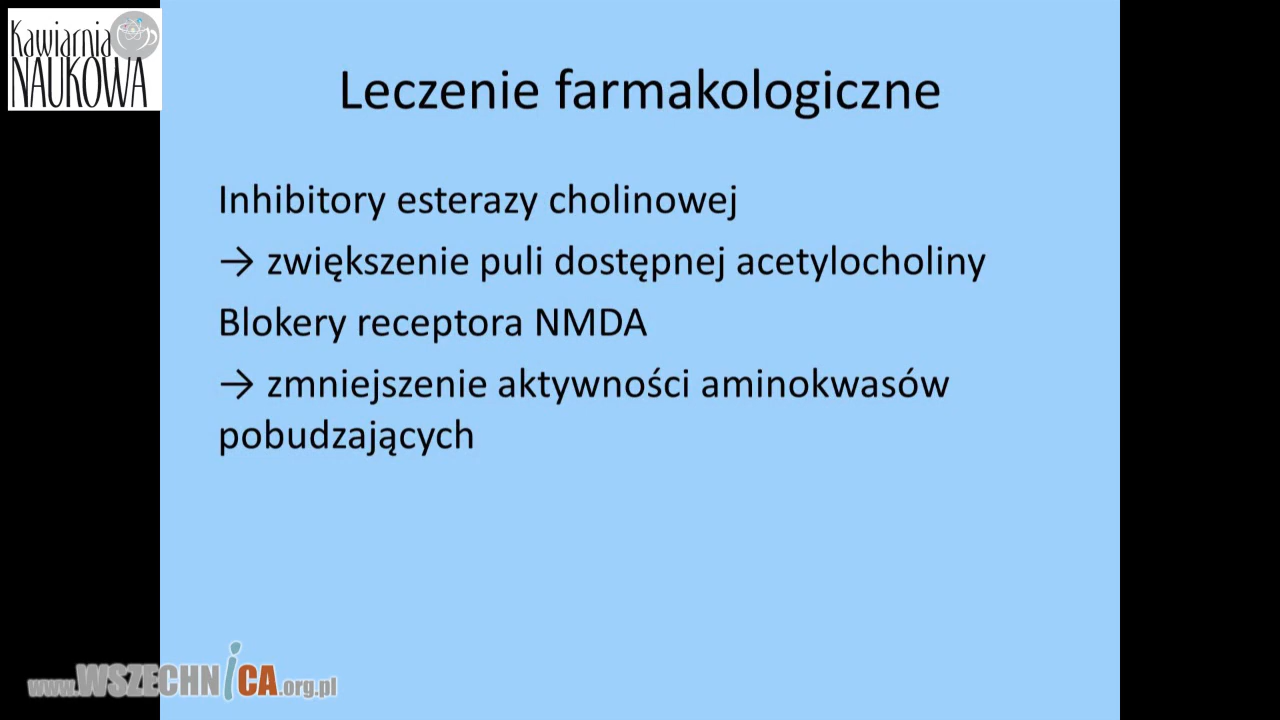 Kawiarnia
NAUKOWA
Leczenie farmakologiczne
Inhibitory esterazy cholinowej
→ zwiększenie puli dostępnej acetylocholiny
Blokery receptora NMDA
→ zmniejszenie aktywności aminokwasów
pobudzających
www.WSZECHNiCA.org.pl